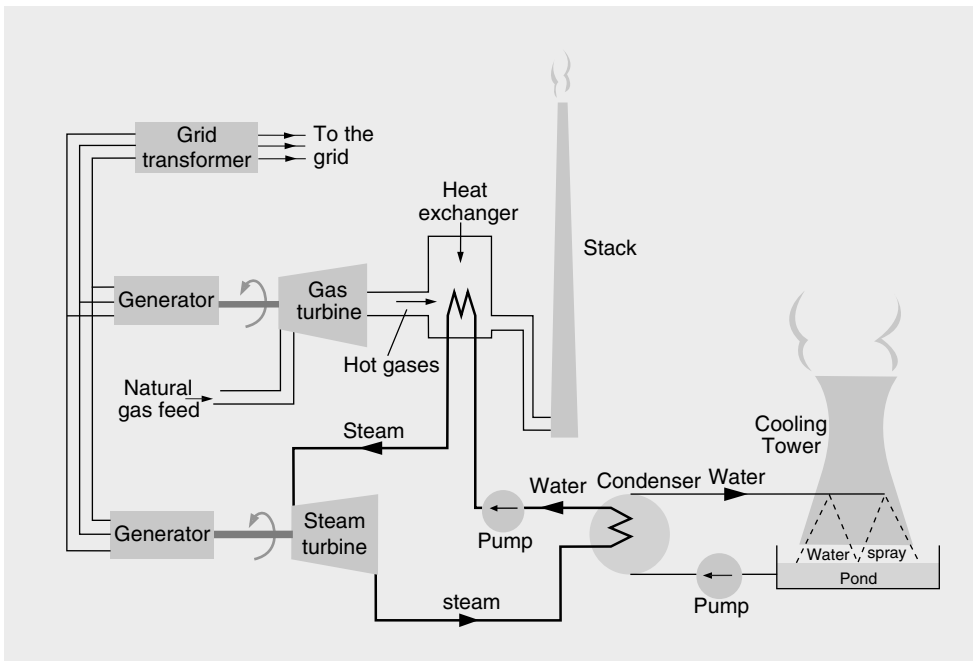 Grid
transformer
To the
grid
Heat
exchanger
Stack
Generator
Gas
turbine
Hot gases
Natural
gas feed
Steam
Cooling
Tower
Water
Condenser
Water
Generator
Steam
turbine
Pump
Water
spray
Pond
steam
Pump